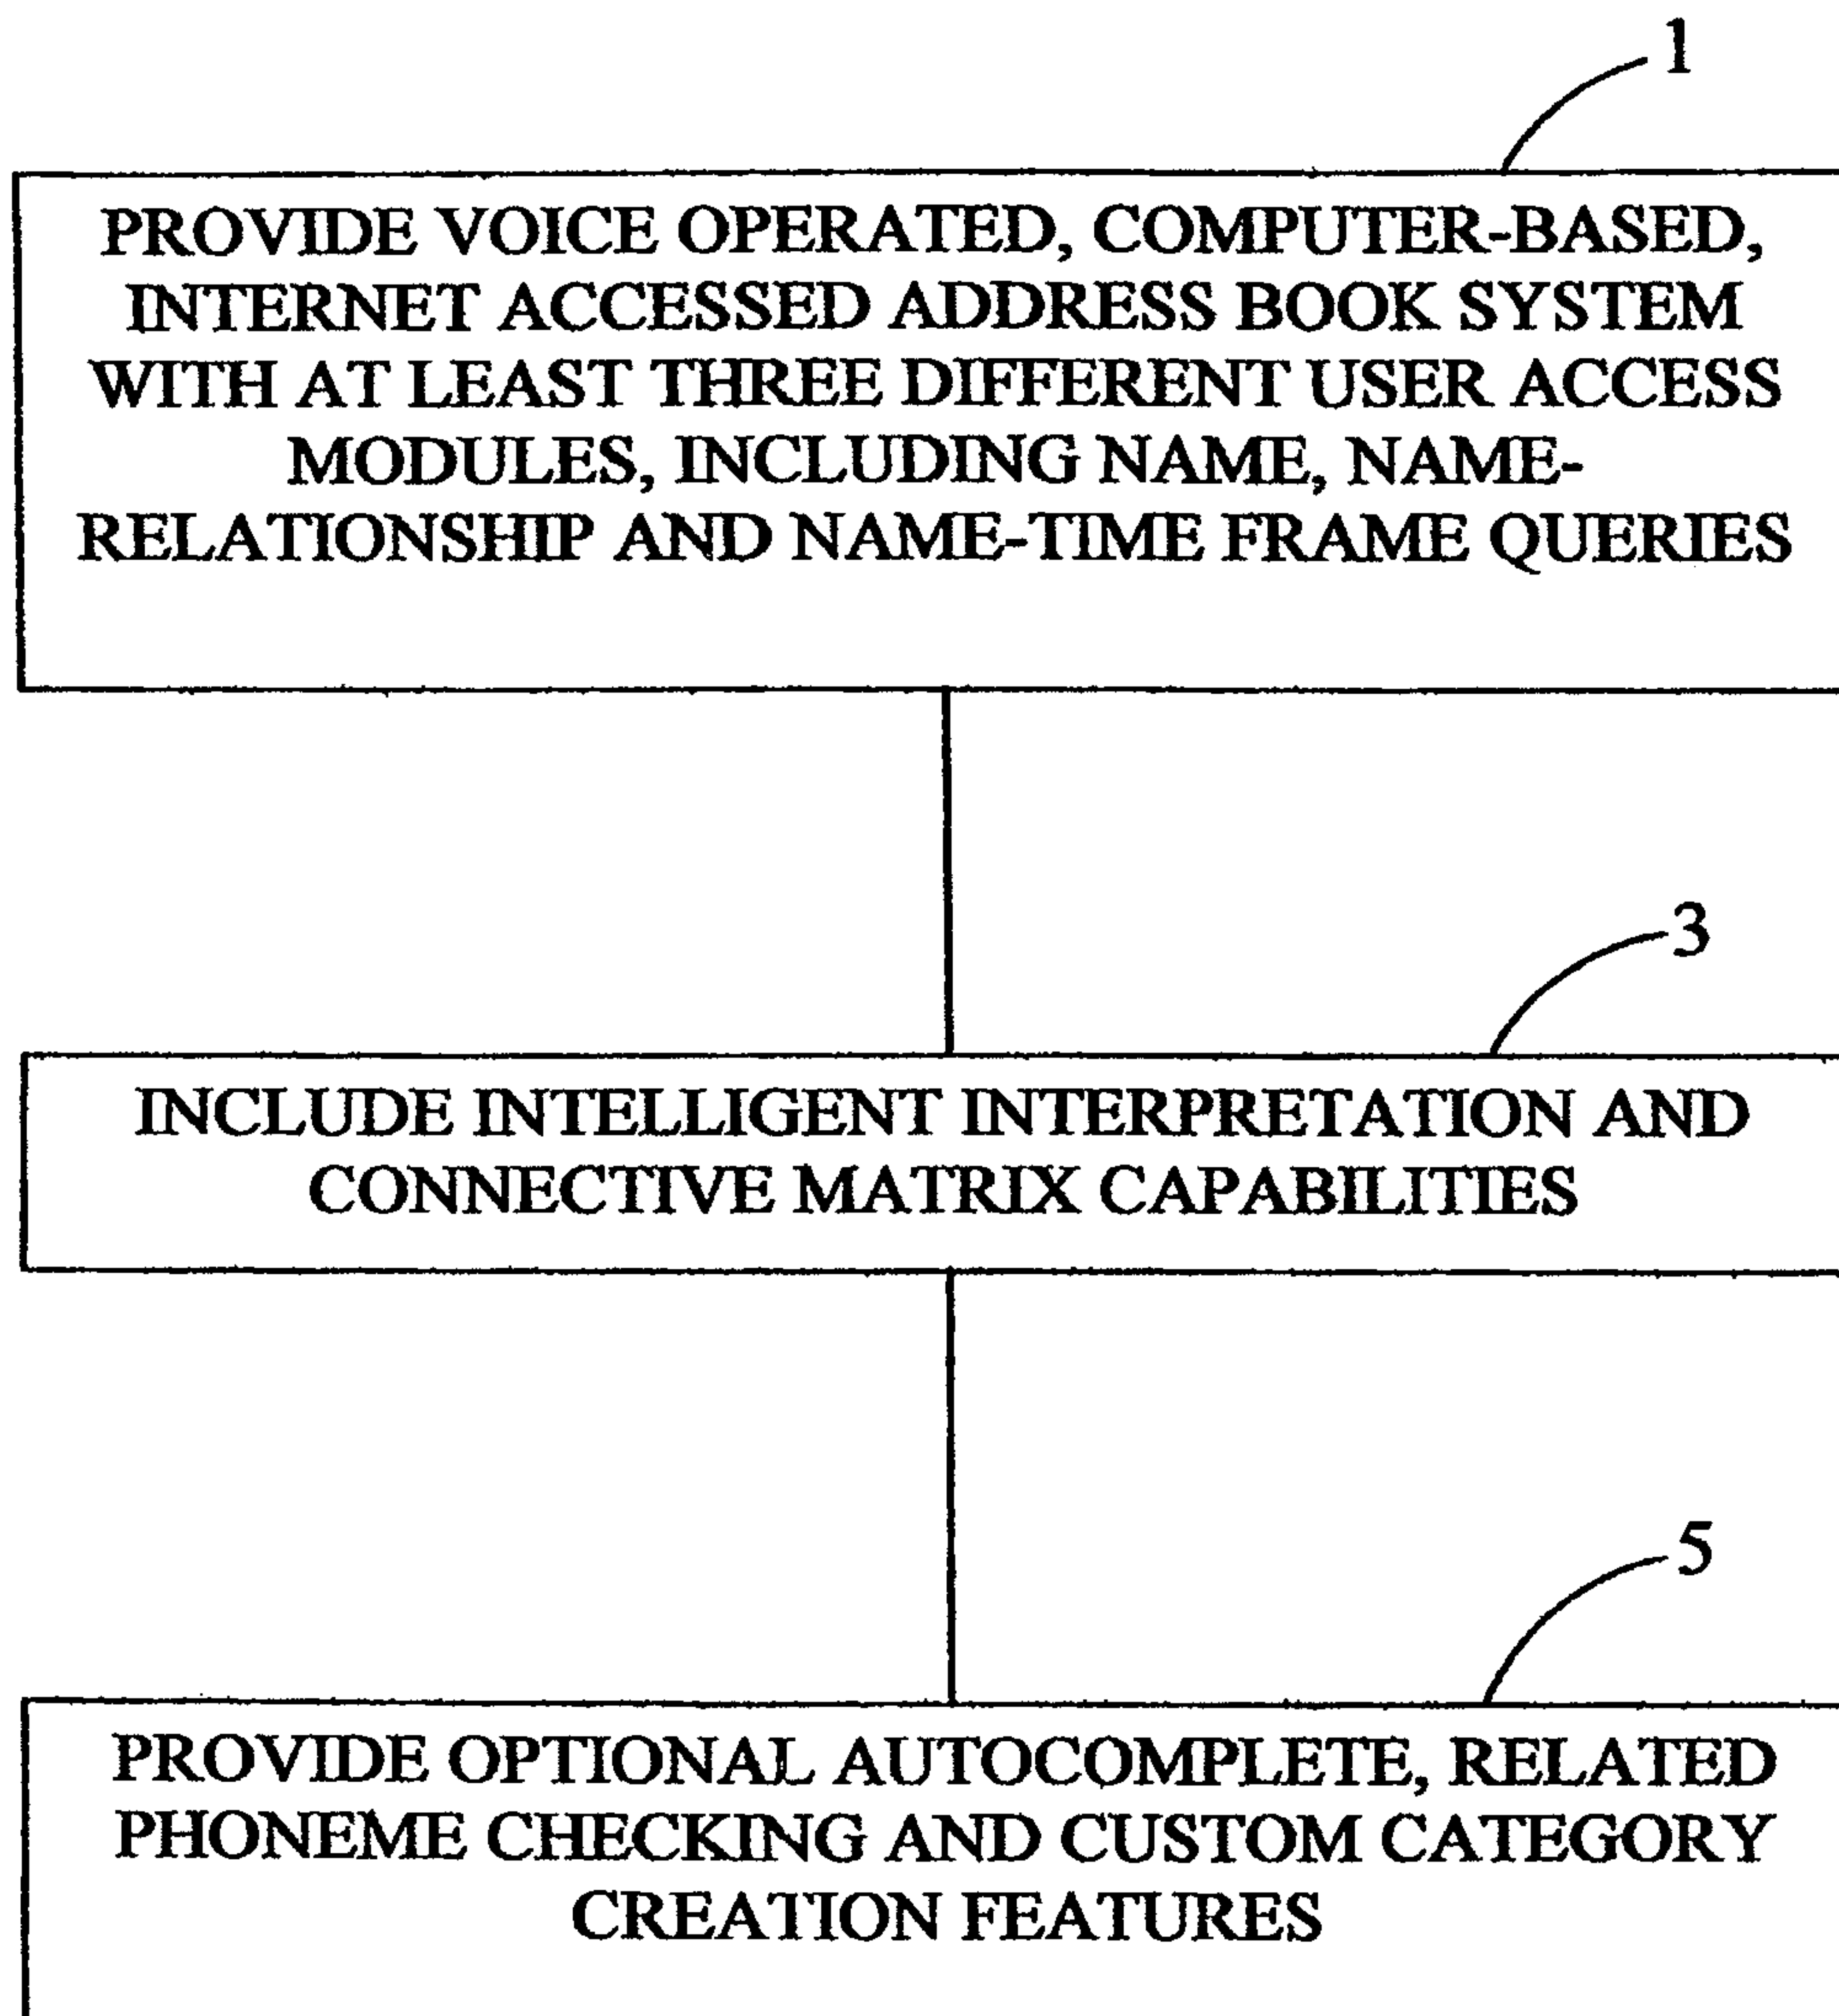 1
PROVIDE VOICE OPERATED, COMPUTER-BASED,
INTERNET ACCESSED ADDRESS BOOK SYSTEM
WITH AT LEAST THREE DIFFERENT USER ACCESS
MODULES, INCLUDING NAME, NAME-
RELATIONSHIP AND NAME-TIME FRAME QUERIES
3
INCLUDE INTELLIGENT INTERPRETATION AND
CONNECTIVE MATRIX CAPABILITIES
5
PROVIDE OPTIONAL AUTOCOMPLETE, RELATED
PHONEME CHECKING AND CUSTOM CATEGORY
CREATION FEATURES